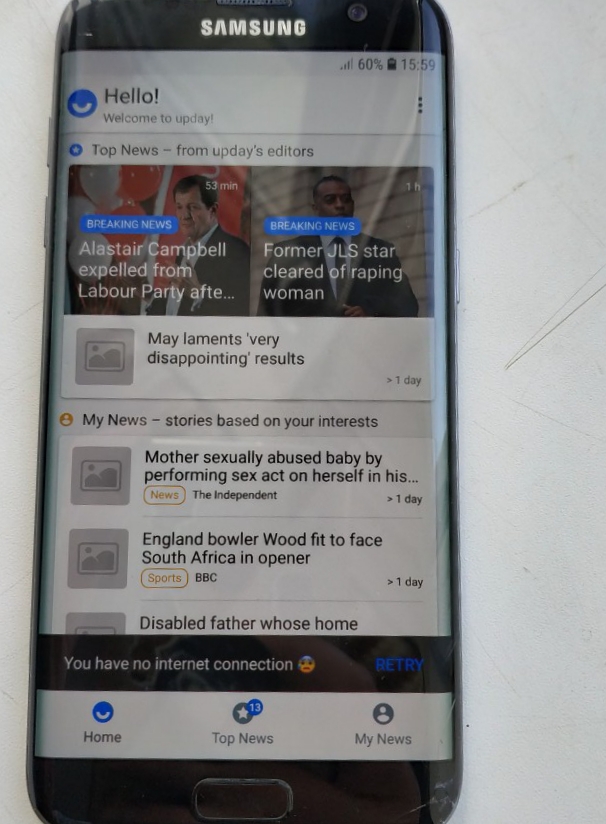 SAMSUNG
60% 15:59
Hello!
Welcome to upday!
Top News – from upday's editors
53 min
BREAKING NEWS
Alastair Campbell
expelled from
Labour Party afte...
1 h
BREAKING NEWS
Former JLS star
cleared of raping
woman
May laments 'very
disappointing' results
> 1 day
My News – stories based on your interests
Mother sexually abused baby by
performing sex act on herself in his...
News The Independent
> 1 day
England bowler Wood fit to face
South Africa in opener
Sports BBC
> 1 day
Disabled father whose home
You have no internet connection 😰 RETRY
13
Home Top News My News